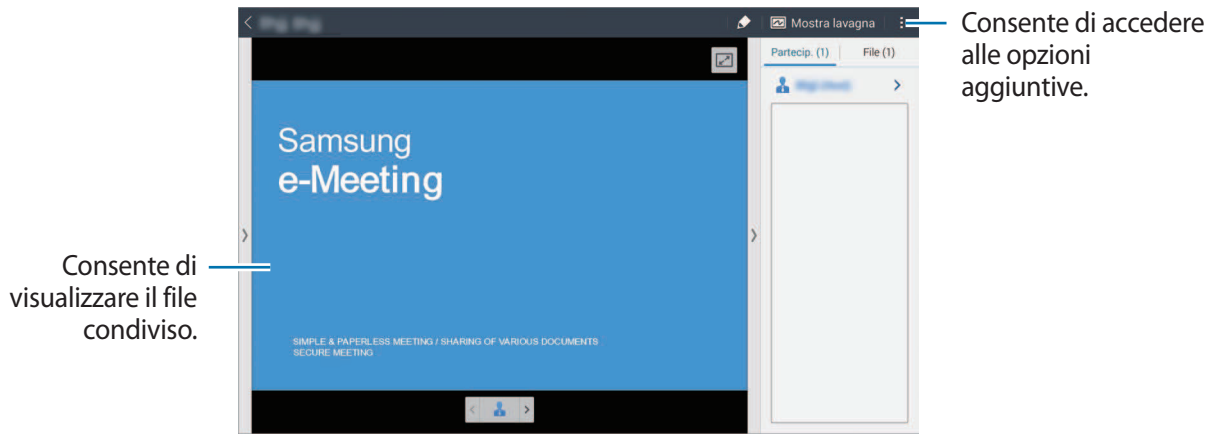 Mostra lavagna
Consente di accedere
alle opzioni
aggiuntive.
Partecip. (1)
File (1)
Samsung
e-Meeting
Consente di
visualizzare il file
condiviso.
SIMPLE & PAPERLESS MEETING / SHARING OF VARIOUS DOCUMENTS
SECURE MEETING